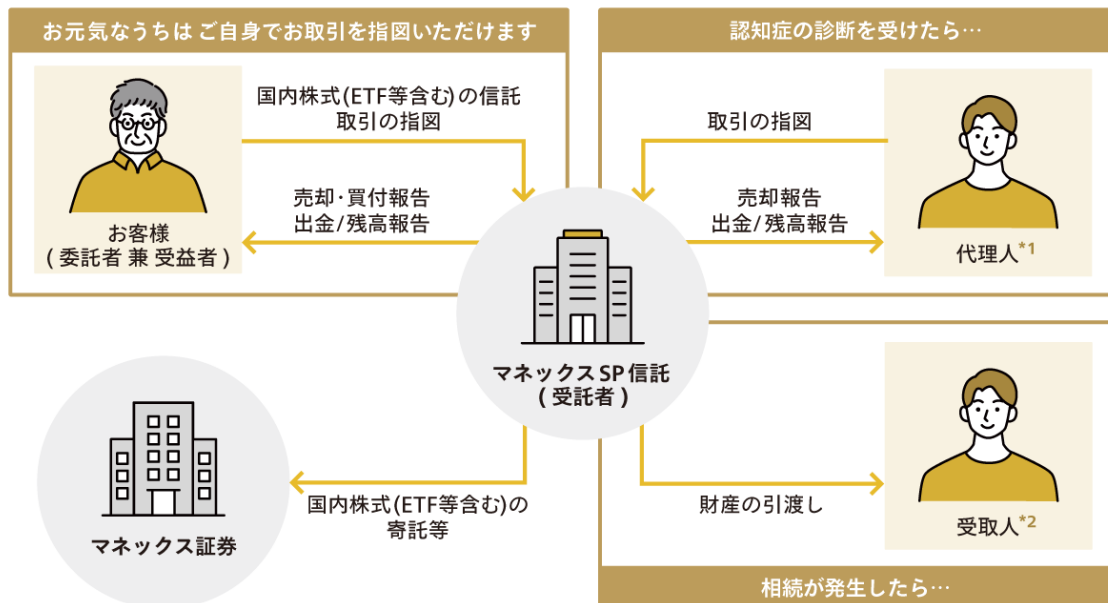 お元気なうちは ご自身でお取引を指図いただけます
国内株式(ETF等含む)の信託
取引の指図
売却・買付報告
出金/残高報告
お客様
( 委託者 兼 受益者 )
認知症の診断を受けたら…
取引の指図
売却報告
出金/残高報告
代理人*1
マネックスSP信託
( 受託者 )
国内株式(ETF等含む)の
寄託等
マネックス証券
財産の引渡し
受取人*2
相続が発生したら…